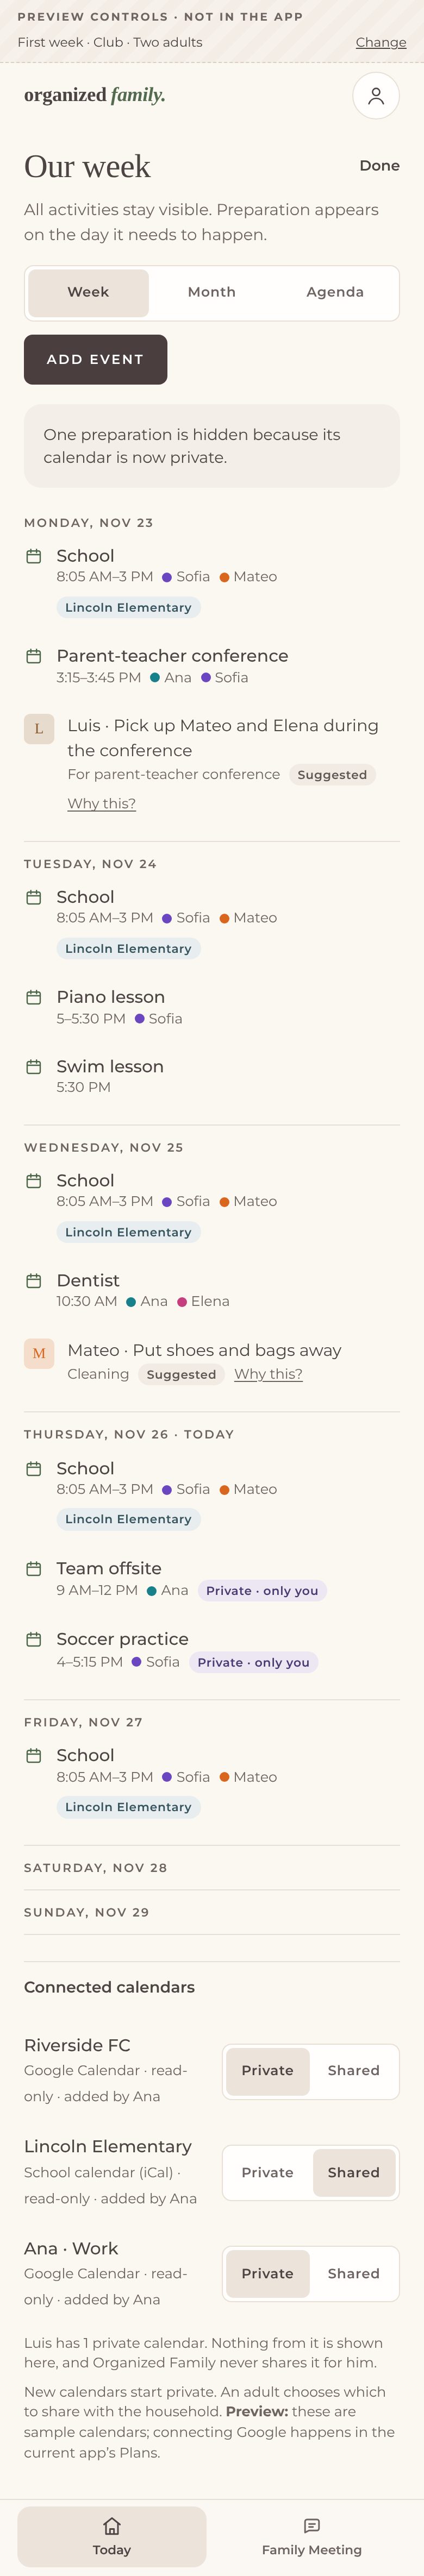 PREVIEW CONTROLS · NOT IN THE APP
First week · Club · Two adults Change
organized family.
Our week Done
All activities stay visible. Preparation appears
on the day it needs to happen.
Week Month Agenda
ADD EVENT
One preparation is hidden because its
calendar is now private.
MONDAY, NOV 23
School
8:05 AM–3 PM Sofia Mateo
Lincoln Elementary
Parent-teacher conference
3:15–3:45 PM Ana Sofia
L Luis · Pick up Mateo and Elena during
the conference
For parent-teacher conference Suggested
Why this?
TUESDAY, NOV 24
School
8:05 AM–3 PM Sofia Mateo
Lincoln Elementary
Piano lesson
5–5:30 PM Sofia
Swim lesson
5:30 PM
WEDNESDAY, NOV 25
School
8:05 AM–3 PM Sofia Mateo
Lincoln Elementary
Dentist
10:30 AM Ana Elena
M Mateo · Put shoes and bags away
Cleaning Suggested Why this?
THURSDAY, NOV 26 · TODAY
School
8:05 AM–3 PM Sofia Mateo
Lincoln Elementary
Team offsite
9 AM–12 PM Ana Private · only you
Soccer practice
4–5:15 PM Sofia Private · only you
FRIDAY, NOV 27
School
8:05 AM–3 PM Sofia Mateo
Lincoln Elementary
SATURDAY, NOV 28
SUNDAY, NOV 29
Connected calendars
Riverside FC
Google Calendar · read-
only · added by Ana
Private Shared
Lincoln Elementary
School calendar (iCal) ·
read-only · added by Ana
Private Shared
Ana · Work
Google Calendar · read-
only · added by Ana
Private Shared
Luis has 1 private calendar. Nothing from it is shown
here, and Organized Family never shares it for him.
New calendars start private. An adult chooses which
to share with the household. Preview: these are
sample calendars; connecting Google happens in the
current app’s Plans.
Today Family Meeting